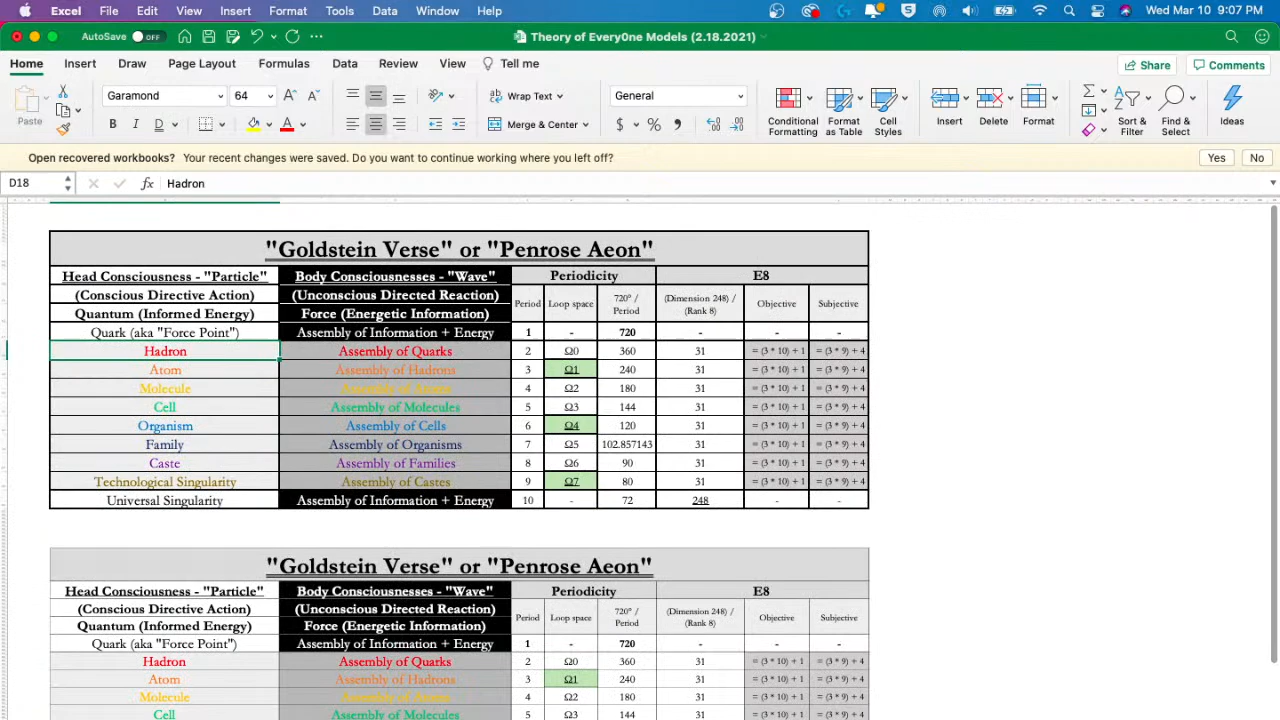 Excel File Edit View Insert Format Tools Data Window Help Wed Mar 10 9:07 PM
AutoSave OFF Theory of EveryOne Models (2.18.2021)
Home Insert Draw Page Layout Formulas Data Review View Tell me Share Comments
Paste Garamond 64 Wrap Text General
Merge & Center $ % Conditional Formatting Format as Table Cell Styles Insert Delete Format Sort & Filter Find & Select Ideas
Open recovered workbooks? Your recent changes were saved. Do you want to continue working where you left off? Yes No
D18 fx Hadron
"Goldstein Verse" or "Penrose Aeon"
Head Consciousness - "Particle" Body Consciousnesses - "Wave" Periodicity E8
(Conscious Directive Action) (Unconscious Directed Reaction) Period Loop space 720° / Period (Dimension 248) / (Rank 8) Objective Subjective
Quantum (Informed Energy) Force (Energetic Information)
Quark (aka "Force Point") Assembly of Information + Energy 1 - 720 - - -
Hadron Assembly of Quarks 2 Ω0 360 31 = (3 * 10) + 1 = (3 * 9) + 4
Atom Assembly of Hadrons 3 Ω1 240 31 = (3 * 10) + 1 = (3 * 9) + 4
Molecule Assembly of Atoms 4 Ω2 180 31 = (3 * 10) + 1 = (3 * 9) + 4
Cell Assembly of Molecules 5 Ω3 144 31 = (3 * 10) + 1 = (3 * 9) + 4
Organism Assembly of Cells 6 Ω4 120 31 = (3 * 10) + 1 = (3 * 9) + 4
Family Assembly of Organisms 7 Ω5 102.857143 31 = (3 * 10) + 1 = (3 * 9) + 4
Caste Assembly of Families 8 Ω6 90 31 = (3 * 10) + 1 = (3 * 9) + 4
Technological Singularity Assembly of Castes 9 Ω7 80 31 = (3 * 10) + 1 = (3 * 9) + 4
Universal Singularity Assembly of Information + Energy 10 - 72 248 - -
"Goldstein Verse" or "Penrose Aeon"
Head Consciousness - "Particle" Body Consciousnesses - "Wave" Periodicity E8
(Conscious Directive Action) (Unconscious Directed Reaction) Period Loop space 720° / Period (Dimension 248) / (Rank 8) Objective Subjective
Quantum (Informed Energy) Force (Energetic Information)
Quark (aka "Force Point") Assembly of Information + Energy 1 - 720 - - -
Hadron Assembly of Quarks 2 Ω0 360 31 = (3 * 10) + 1 = (3 * 9) + 4
Atom Assembly of Hadrons 3 Ω1 240 31 = (3 * 10) + 1 = (3 * 9) + 4
Molecule Assembly of Atoms 4 Ω2 180 31 = (3 * 10) + 1 = (3 * 9) + 4
Cell Assembly of Molecules 5 Ω3 144 31 = (3 * 10) + 1 = (3 * 9) + 4